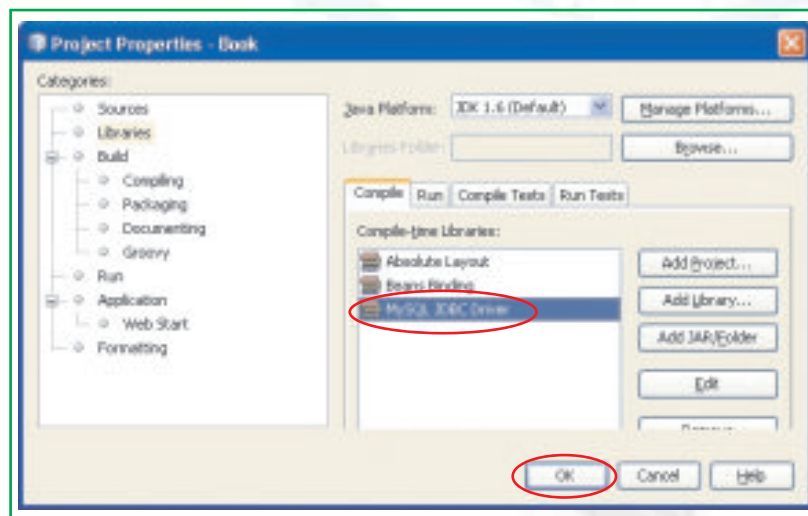 Project Properties - Book
Categories:
Sources
Libraries
Build
Compiling
Packaging
Documenting
Groovy
Run
Application
Web Start
Formatting
Java Platform: JDK 1.6 (Default) Manage Platforms...
Libraries Folder: Browse...
Compile Run Compile Tests Run Tests
Compile-time Libraries:
Absolute Layout
Beans Binding
MySQL JDBC Driver
Add Project...
Add Library...
Add JAR/Folder
Edit
OK Cancel Help